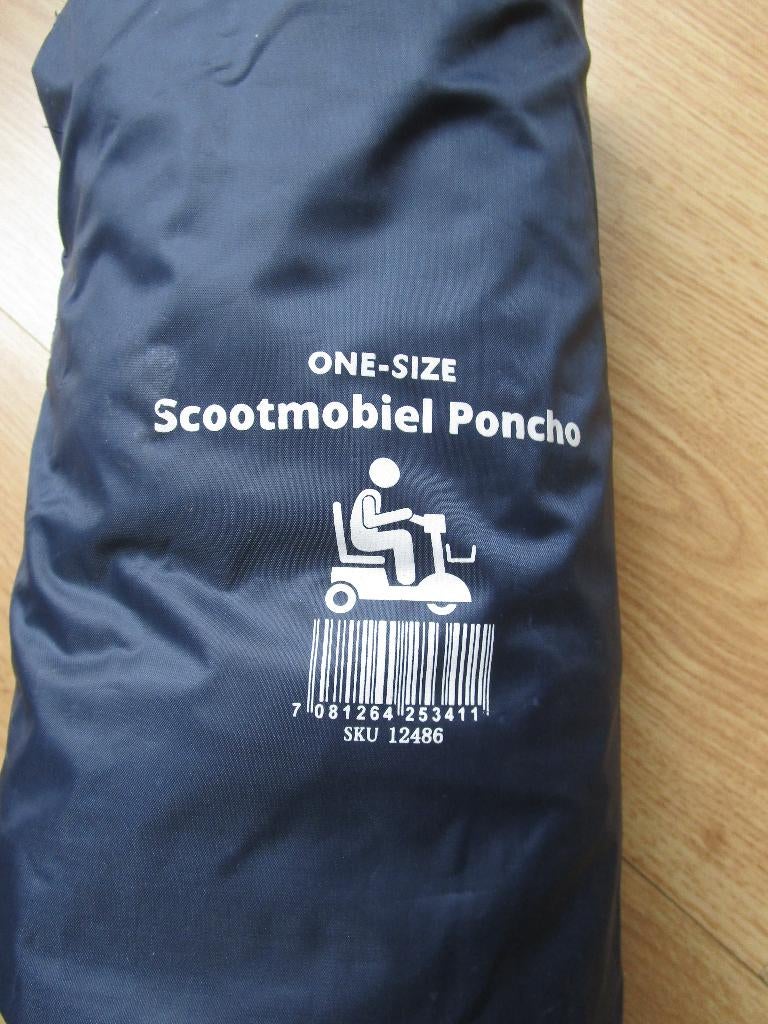 ONE-SIZE
Scootmobiel Poncho
7 081264 253411
SKU 12486